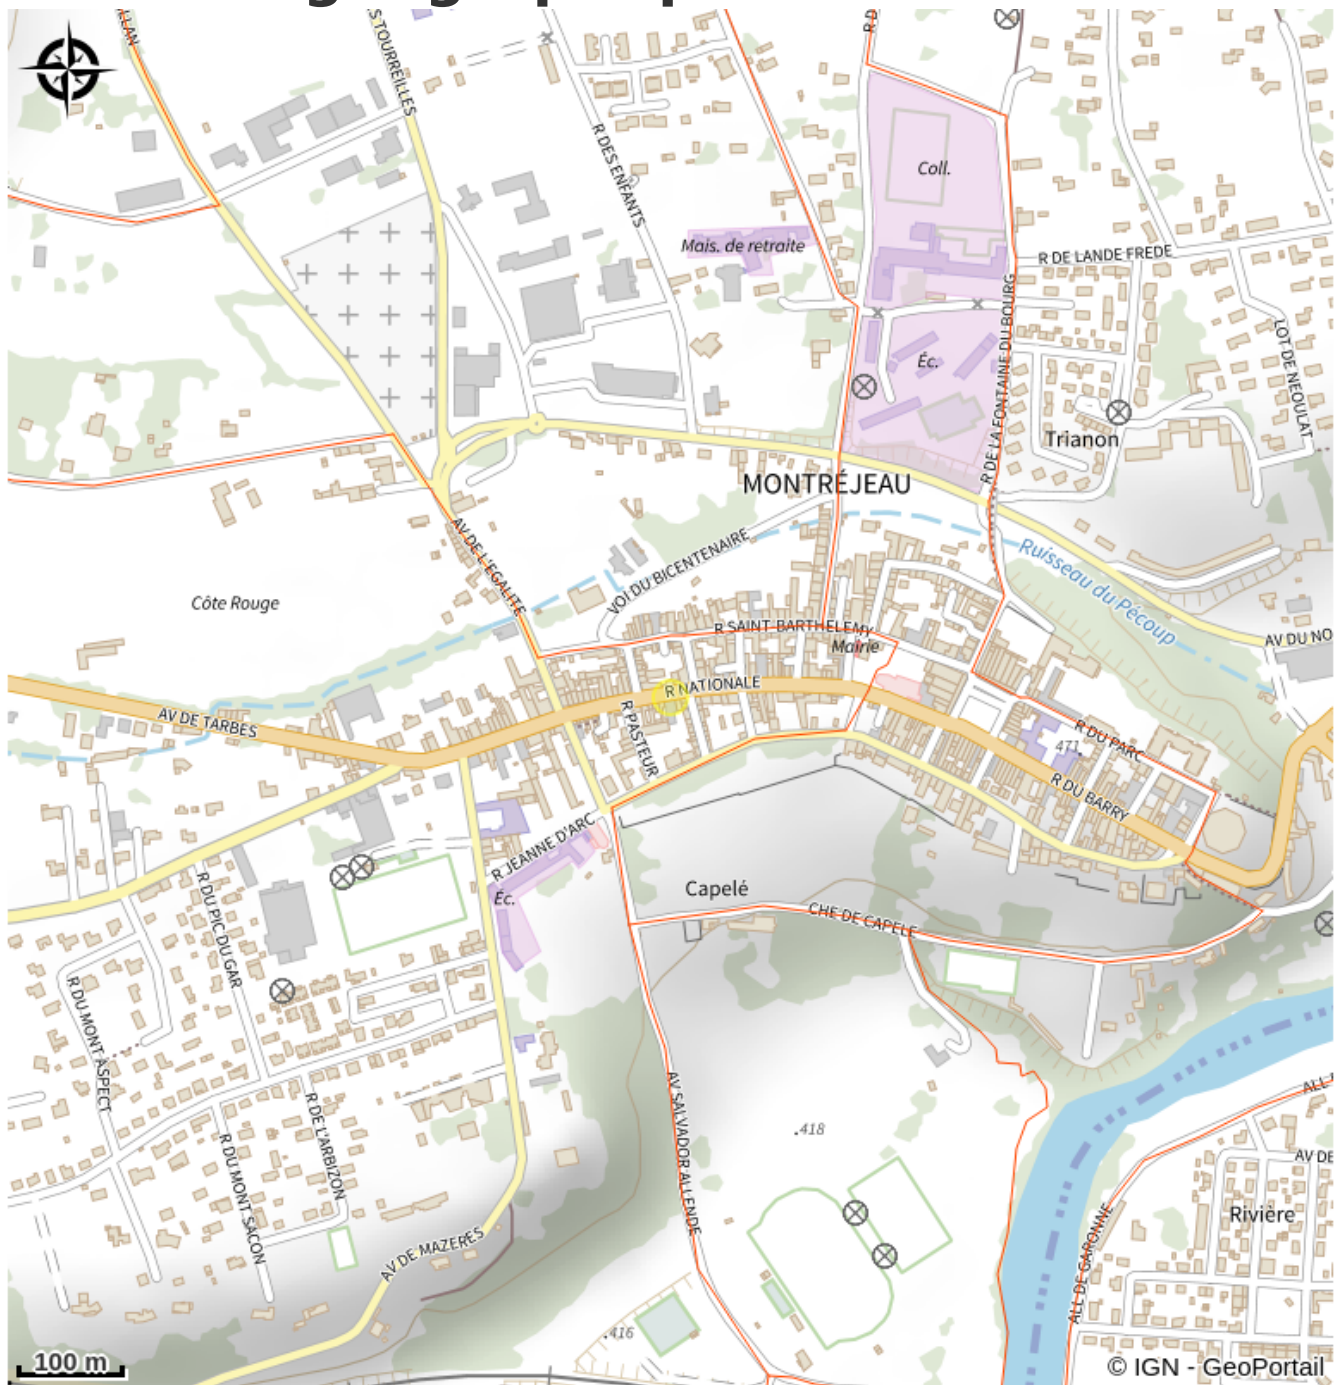 S TOURREILLES
R DES ENFANTS
Coll.
Mais. de retraite
R DE LANDE FREDE
R DE LA FONTAINE DU BOURG
LOT DE NEOULAT
Éc.
Trianon
MONTRÉJEAU
AV DE L'EGALITE
VOI DU BICENTENAIRE
Ruisseau du Pécoup
Côte Rouge
R SAINT BARTHELEMY
AV DU NO
Mairie
R NATIONALE
AV DE TARBES
R PASTEUR
R DU PARC
471
R DU BARRY
R JEANNE D'ARC
Éc.
Capelé
R DU PIC DU GAR
CHE DE CAPELE
R DU MONT ASPECT
R DE L'ARBIZON
AV SALVADOR ALLENDE
ALL
.418
R DU MONT SACON
AV DE
Rivière
AV DE MAZERES
ALL DE GARONNE
.416
100 m
© IGN - GeoPortail